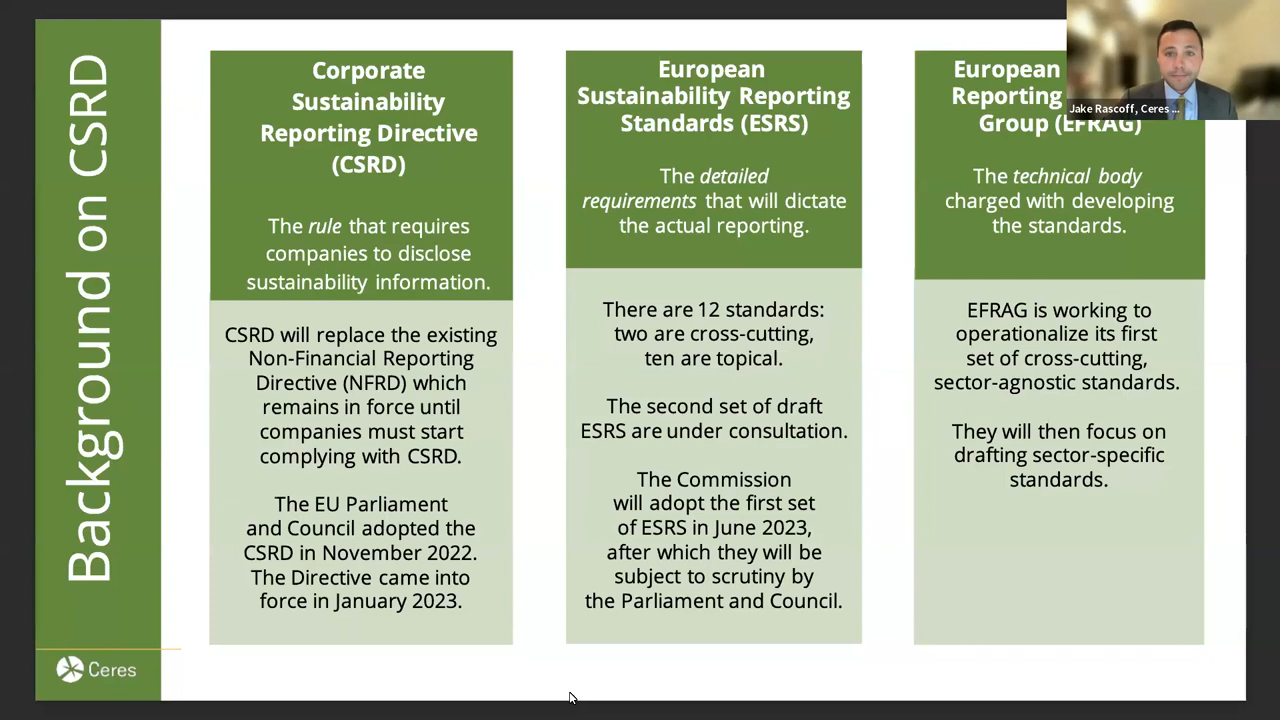 Background on CSRD
Corporate
Sustainability
Reporting Directive
(CSRD)
The rule that requires
companies to disclose
sustainability information.
CSRD will replace the existing
Non-Financial Reporting
Directive (NFRD) which
remains in force until
companies must start
complying with CSRD.
The EU Parliament
and Council adopted the
CSRD in November 2022.
The Directive came into
force in January 2023.
European
Sustainability Reporting
Standards (ESRS)
The detailed
requirements that will dictate
the actual reporting.
There are 12 standards:
two are cross-cutting,
ten are topical.
The second set of draft
ESRS are under consultation.
The Commission
will adopt the first set
of ESRS in June 2023,
after which they will be
subject to scrutiny by
the Parliament and Council.
European
Reporting
Group (EFRAG)
The technical body
charged with developing
the standards.
EFRAG is working to
operationalize its first
set of cross-cutting,
sector-agnostic standards.
They will then focus on
drafting sector-specific
standards.
Jake Rascoff, Ceres ...
Ceres